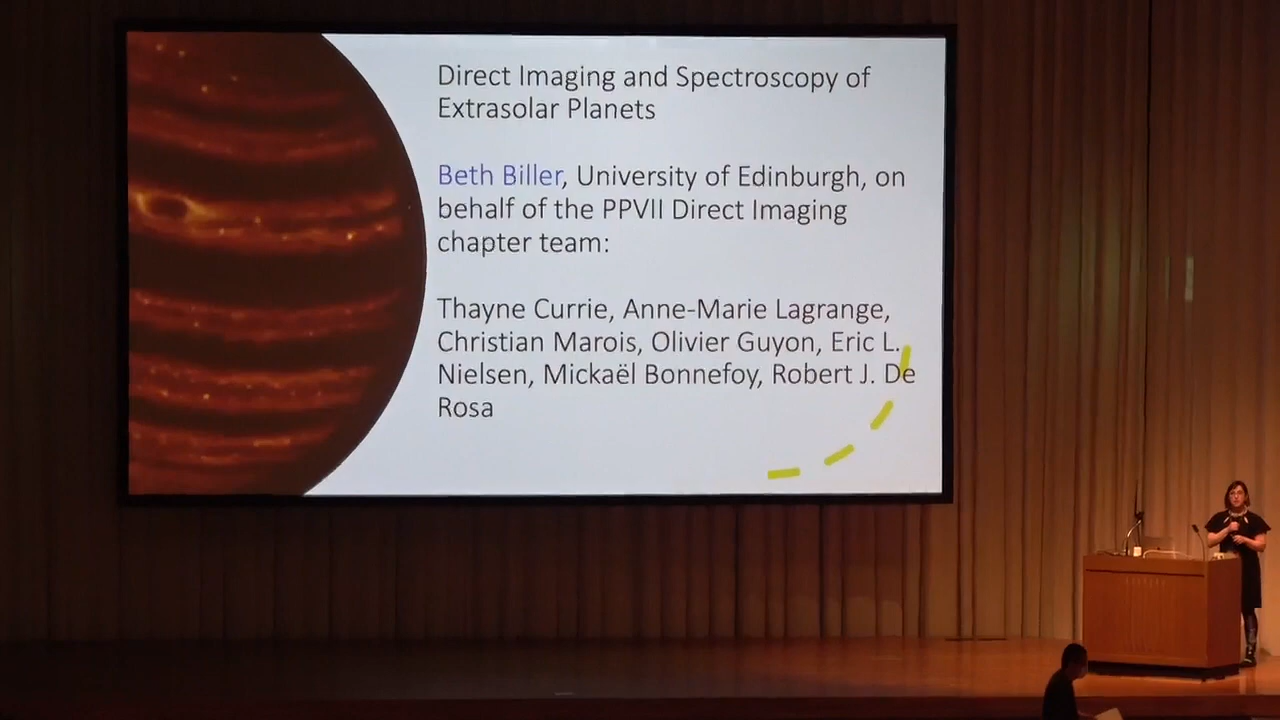 Direct Imaging and Spectroscopy of
Extrasolar Planets
Beth Biller, University of Edinburgh, on
behalf of the PPVII Direct Imaging
chapter team:
Thayne Currie, Anne-Marie Lagrange,
Christian Marois, Olivier Guyon, Eric L.
Nielsen, Mickaël Bonnefoy, Robert J. De
Rosa